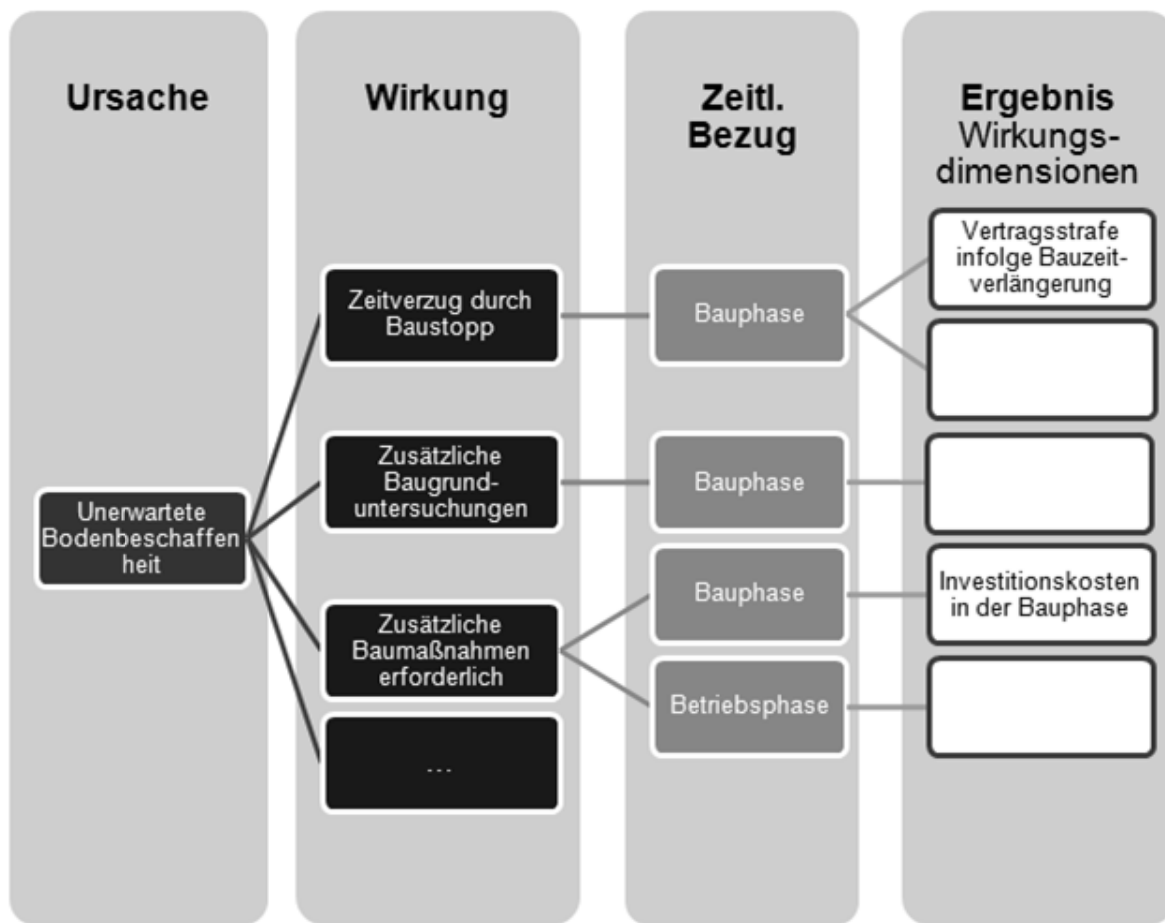 Ursache
Wirkung
Zeitl.
Bezug
Ergebnis
Wirkungs-
dimensionen
Unerwartete
Bodenbeschaffen
heit
Zeitverzug durch
Baustopp
Zusätzliche
Baugrund-
untersuchungen
Zusätzliche
Baumaßnahmen
erforderlich
...
Bauphase
Bauphase
Bauphase
Betriebsphase
Vertragsstrafe
infolge Bauzeit-
verlängerung
Investitionskosten
in der Bauphase